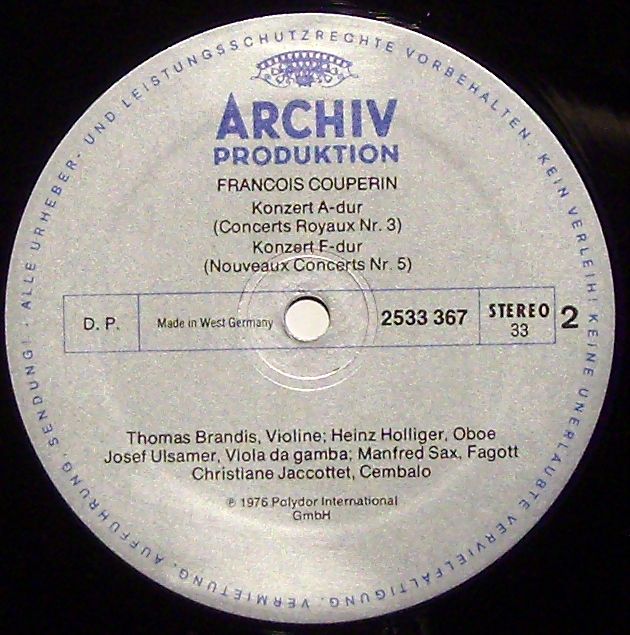 ARCHIV
PRODUKTION
FRANCOIS COUPERIN
Konzert A-dur
(Concerts Royaux Nr. 3)
Konzert F-dur
(Nouveaux Concerts Nr. 5)
D. P.
Made in West Germany
2533 367
STEREO
33
2
Thomas Brandis, Violine; Heinz Holliger, Oboe
Josef Ulsamer, Viola da gamba; Manfred Sax, Fagott
Christiane Jaccottet, Cembalo
℗ 1976 Polydor International
GmbH
ALLE URHEBER- UND LEISTUNGSSCHUTZRECHTE VORBEHALTEN. KEIN VERLEIH! KEINE UNERLAUBTE VERVIELFÄLTIGUNG, VERMIETUNG, AUFFÜHRUNG, SENDUNG! ·